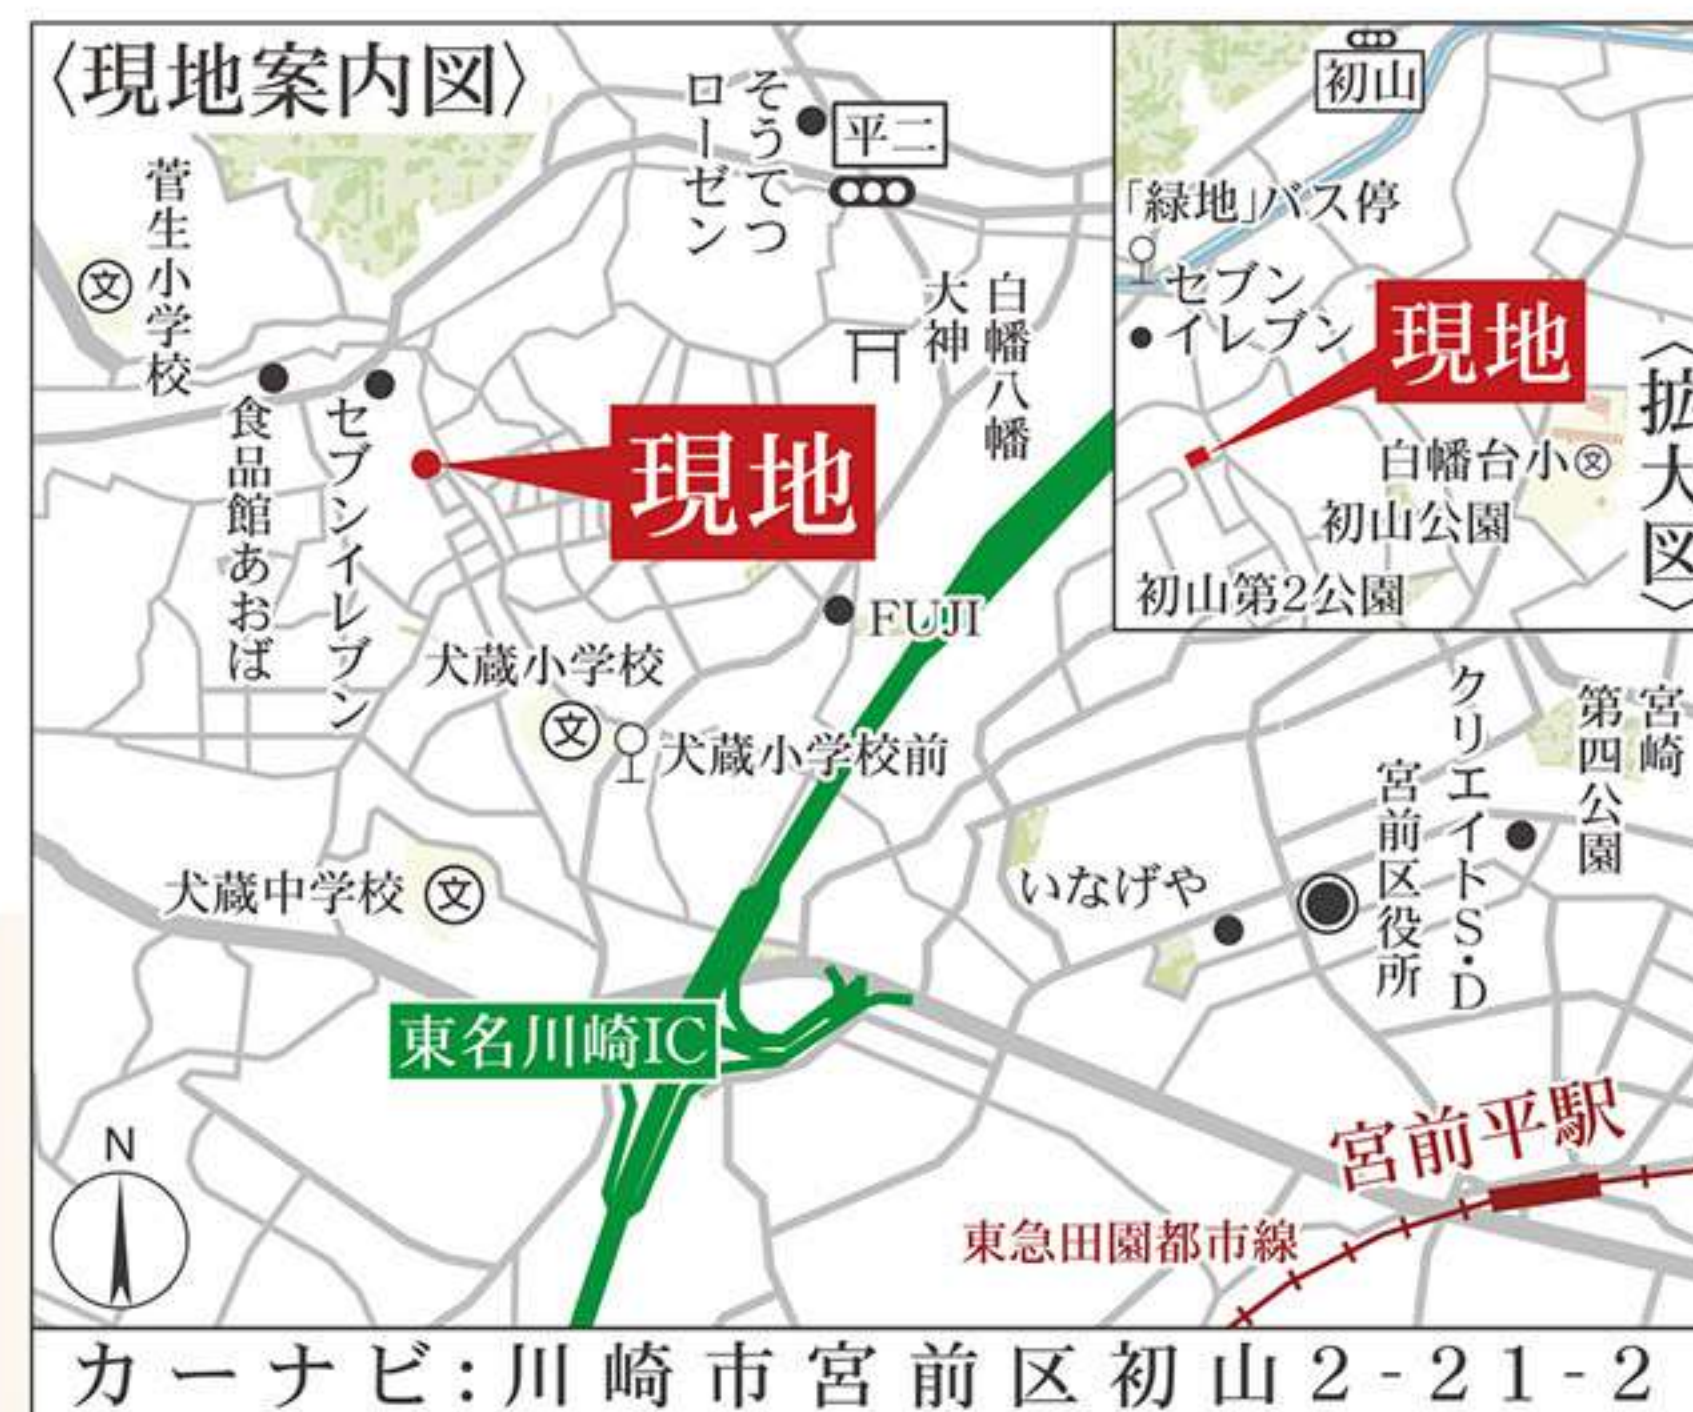 〈現地案内図〉
菅生小学校
文
食品館あおば
セブンイレブン
そうてつ
ローゼン
平二
白幡八幡
大神
現地
FUJI
犬蔵小学校
文
犬蔵小学校前
犬蔵中学校
文
東名川崎IC
N
いなげや
宮前区役所
クリエイトS・D
宮崎
第四公園
宮前平駅
東急田園都市線
初山
「緑地」バス停
セブン
イレブン
現地
白幡台小
文
初山公園
初山第2公園
〈拡大図〉
カーナビ:川崎市宮前区初山2-21-2